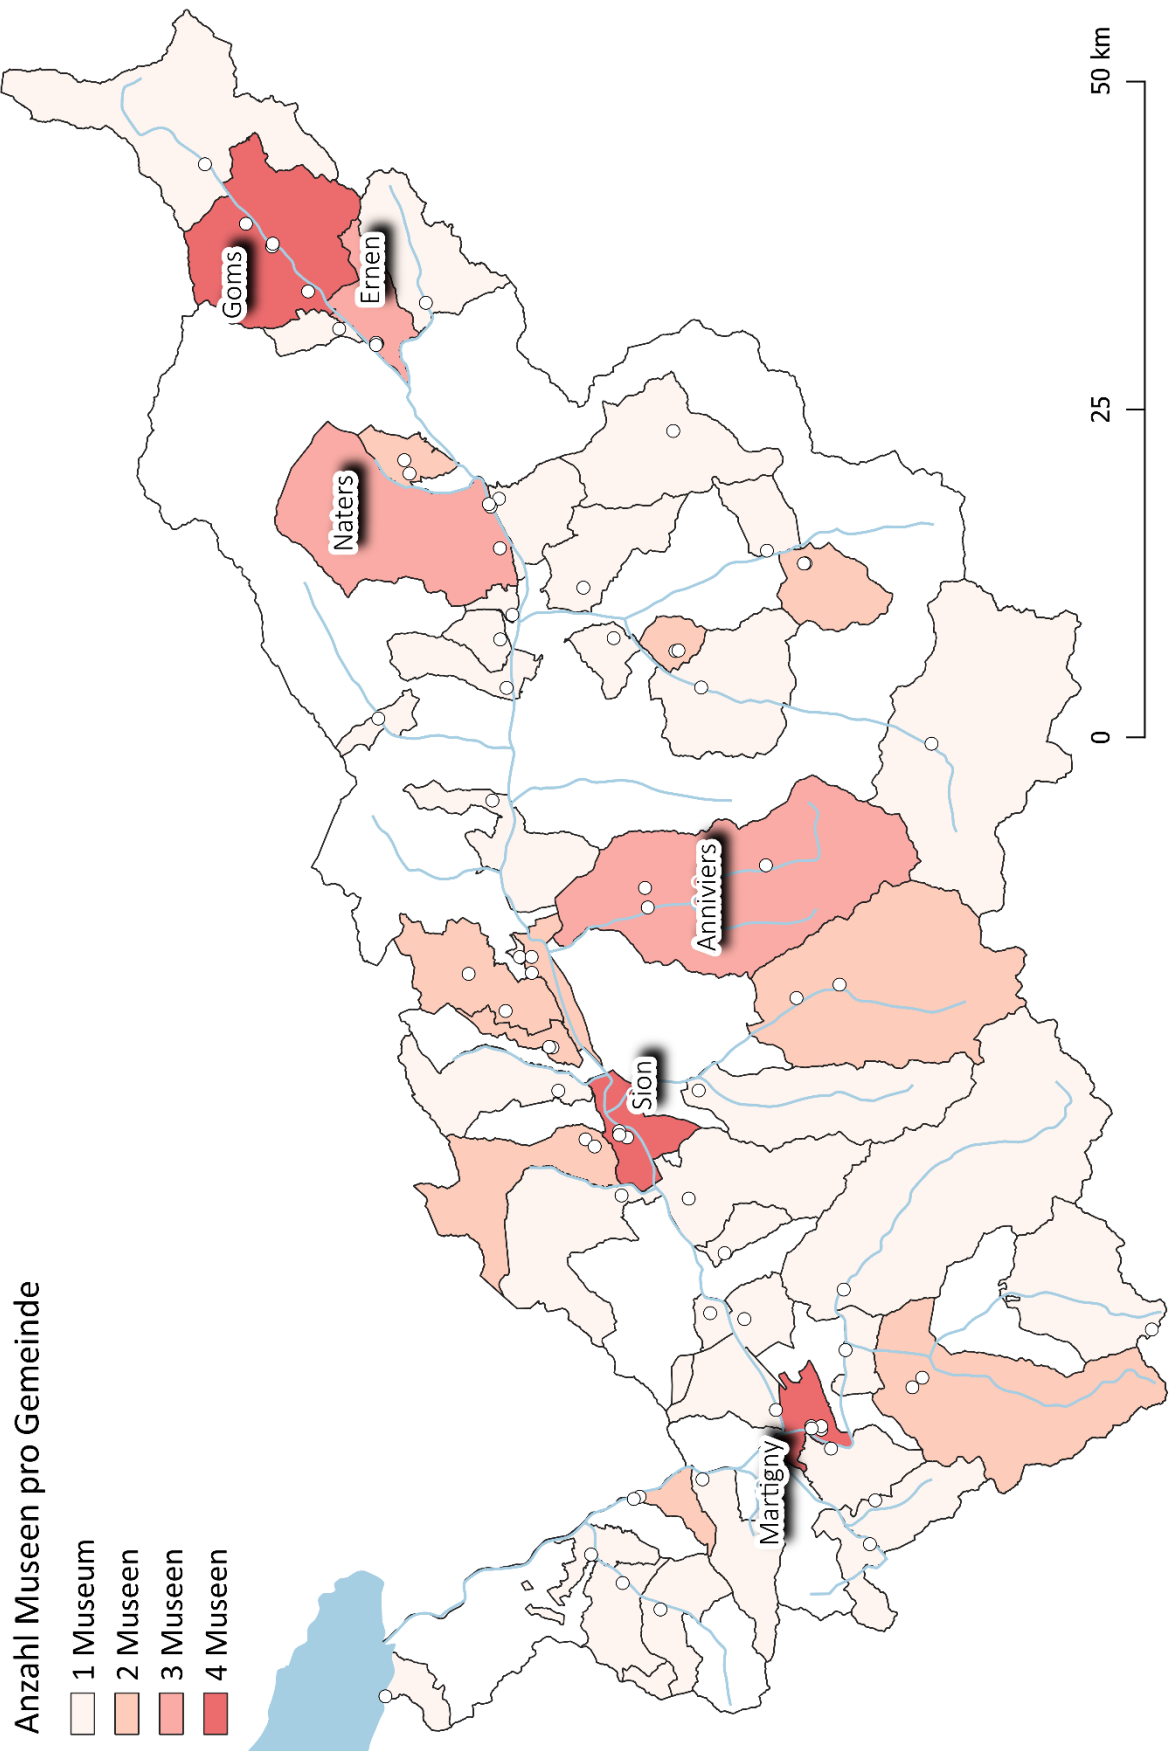 Anzahl Museen pro Gemeinde
1 Museum
2 Museen
3 Museen
4 Museen
Goms
Ernen
Naters
Anniviers
Sion
Martigny
0 25 50 km